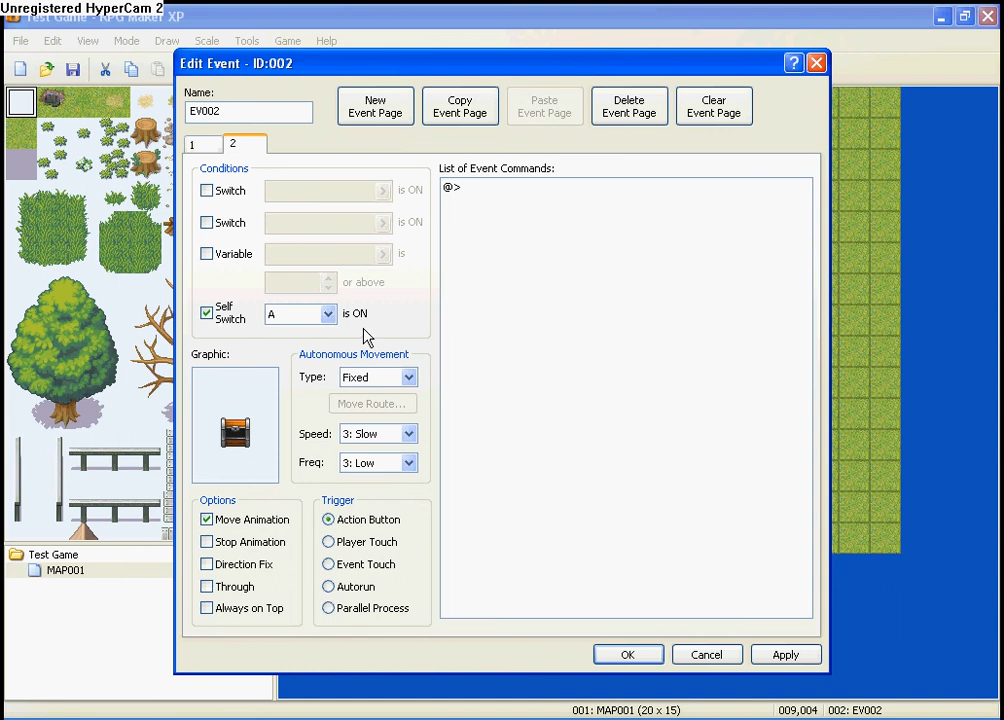 Unregistered HyperCam 2
Test Game - RPG Maker XP
File Edit View Mode Draw Scale Tools Game Help
Edit Event - ID:002
Name:
EV002
New Event Page
Copy Event Page
Paste Event Page
Delete Event Page
Clear Event Page
1 2
Conditions
Switch is ON
Switch is ON
Variable is
or above
Self Switch A is ON
Graphic:
Autonomous Movement
Type: Fixed
Move Route...
Speed: 3: Slow
Freq: 3: Low
Options
Move Animation
Stop Animation
Direction Fix
Through
Always on Top
Trigger
Action Button
Player Touch
Event Touch
Autorun
Parallel Process
List of Event Commands:
@>
OK Cancel Apply
Test Game
MAP001
001: MAP001 (20 x 15) 009,004 002: EV002